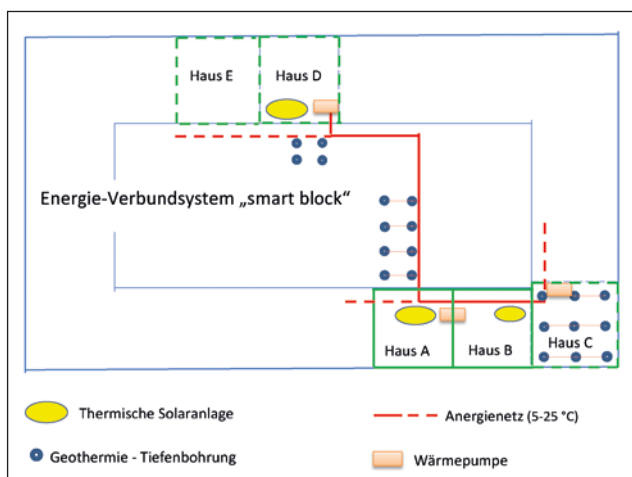 Haus E
Haus D
Energie-Verbundsystem „smart block“
Haus A
Haus B
Haus C
Thermische Solaranlage
Anergienetz (5-25 °C)
Geothermie - Tiefenbohrung
Wärmepumpe